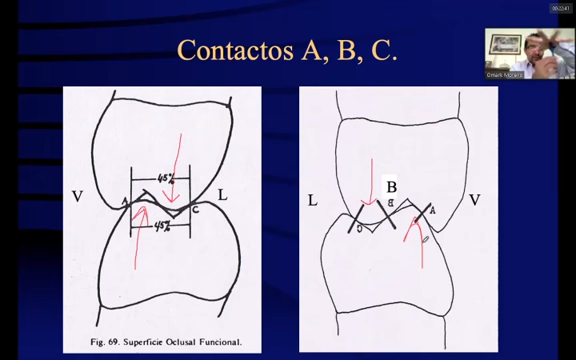 Contactos A, B, C.
V
A
45%
C
L
45%
Fig. 69. Superficie Oclusal Funcional.
L
B
V
B
A
C